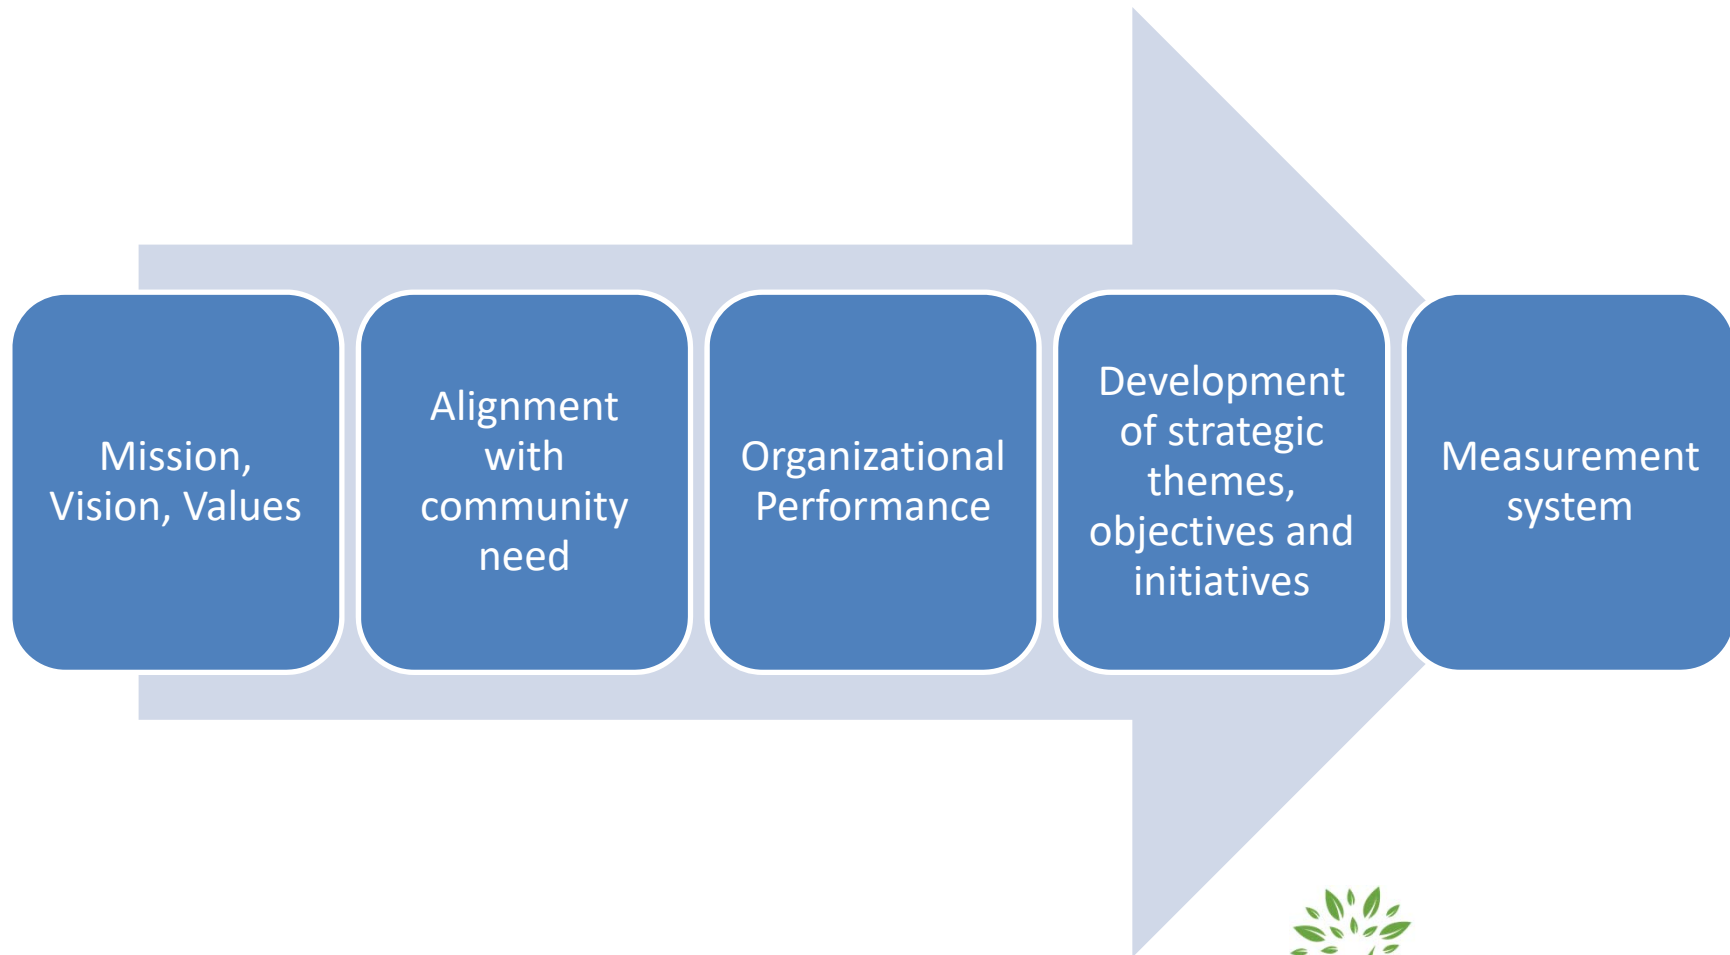 Mission,
Vision, Values
Alignment
with
community
need
Organizational
Performance
Development
of strategic
themes,
objectives and
initiatives
Measurement
system